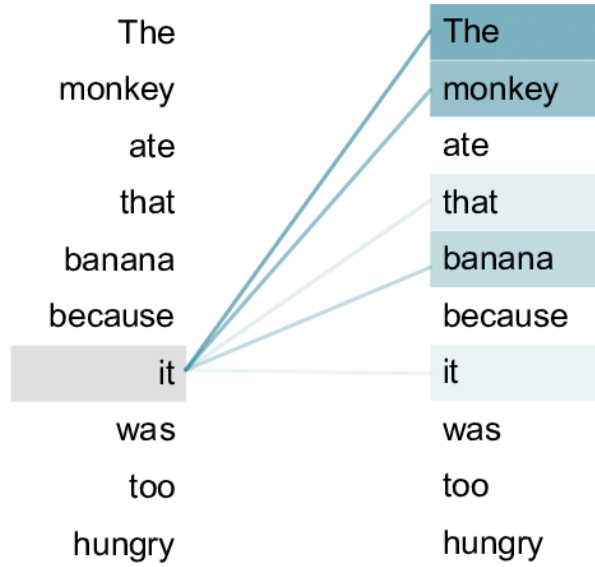 The The
monkey monkey
ate ate
that that
banana banana
because because
it it
was was
too too
hungry hungry